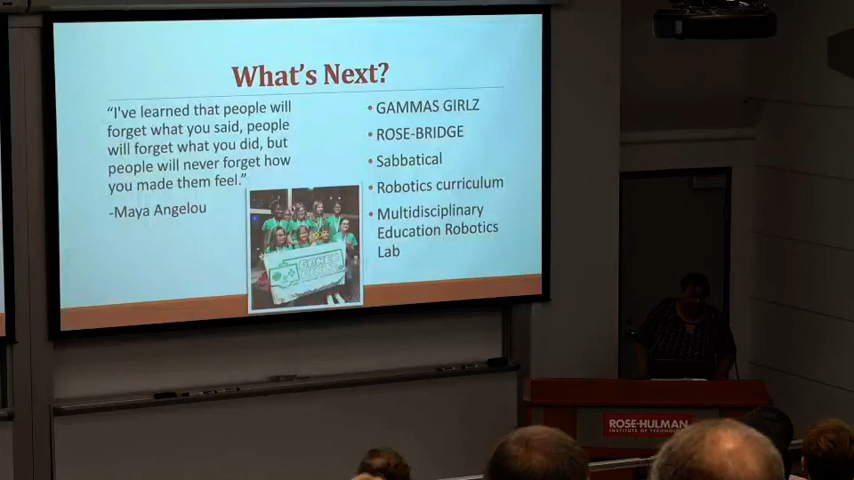 What's Next?
"I've learned that people will
forget what you said, people
will forget what you did, but
people will never forget how
you made them feel."
-Maya Angelou
• GAMMAS GIRLZ
• ROSE-BRIDGE
• Sabbatical
• Robotics curriculum
• Multidisciplinary
Education Robotics
Lab
ROSE-HULMAN
INSTITUTE OF TECHNOLOGY